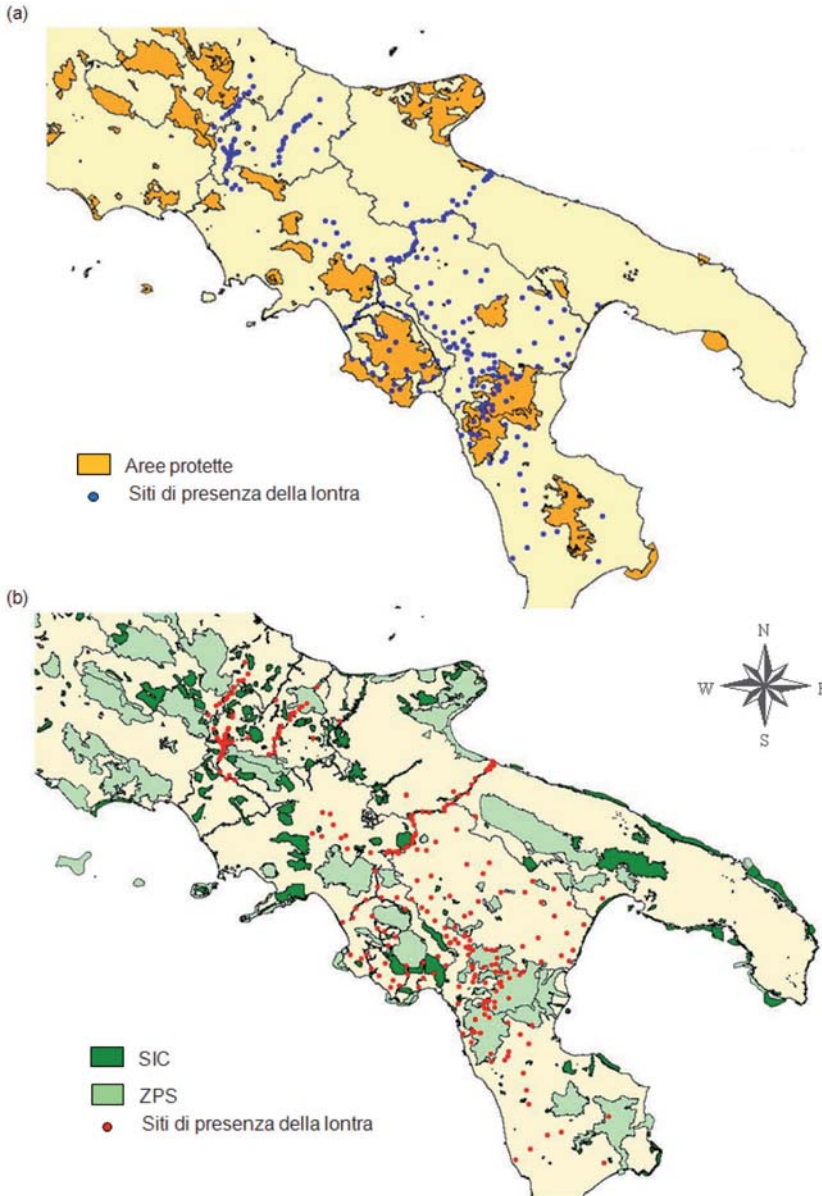 (a)
Aree protette
Siti di presenza della lontra
(b)
N
W
E
S
SIC
ZPS
Siti di presenza della lontra